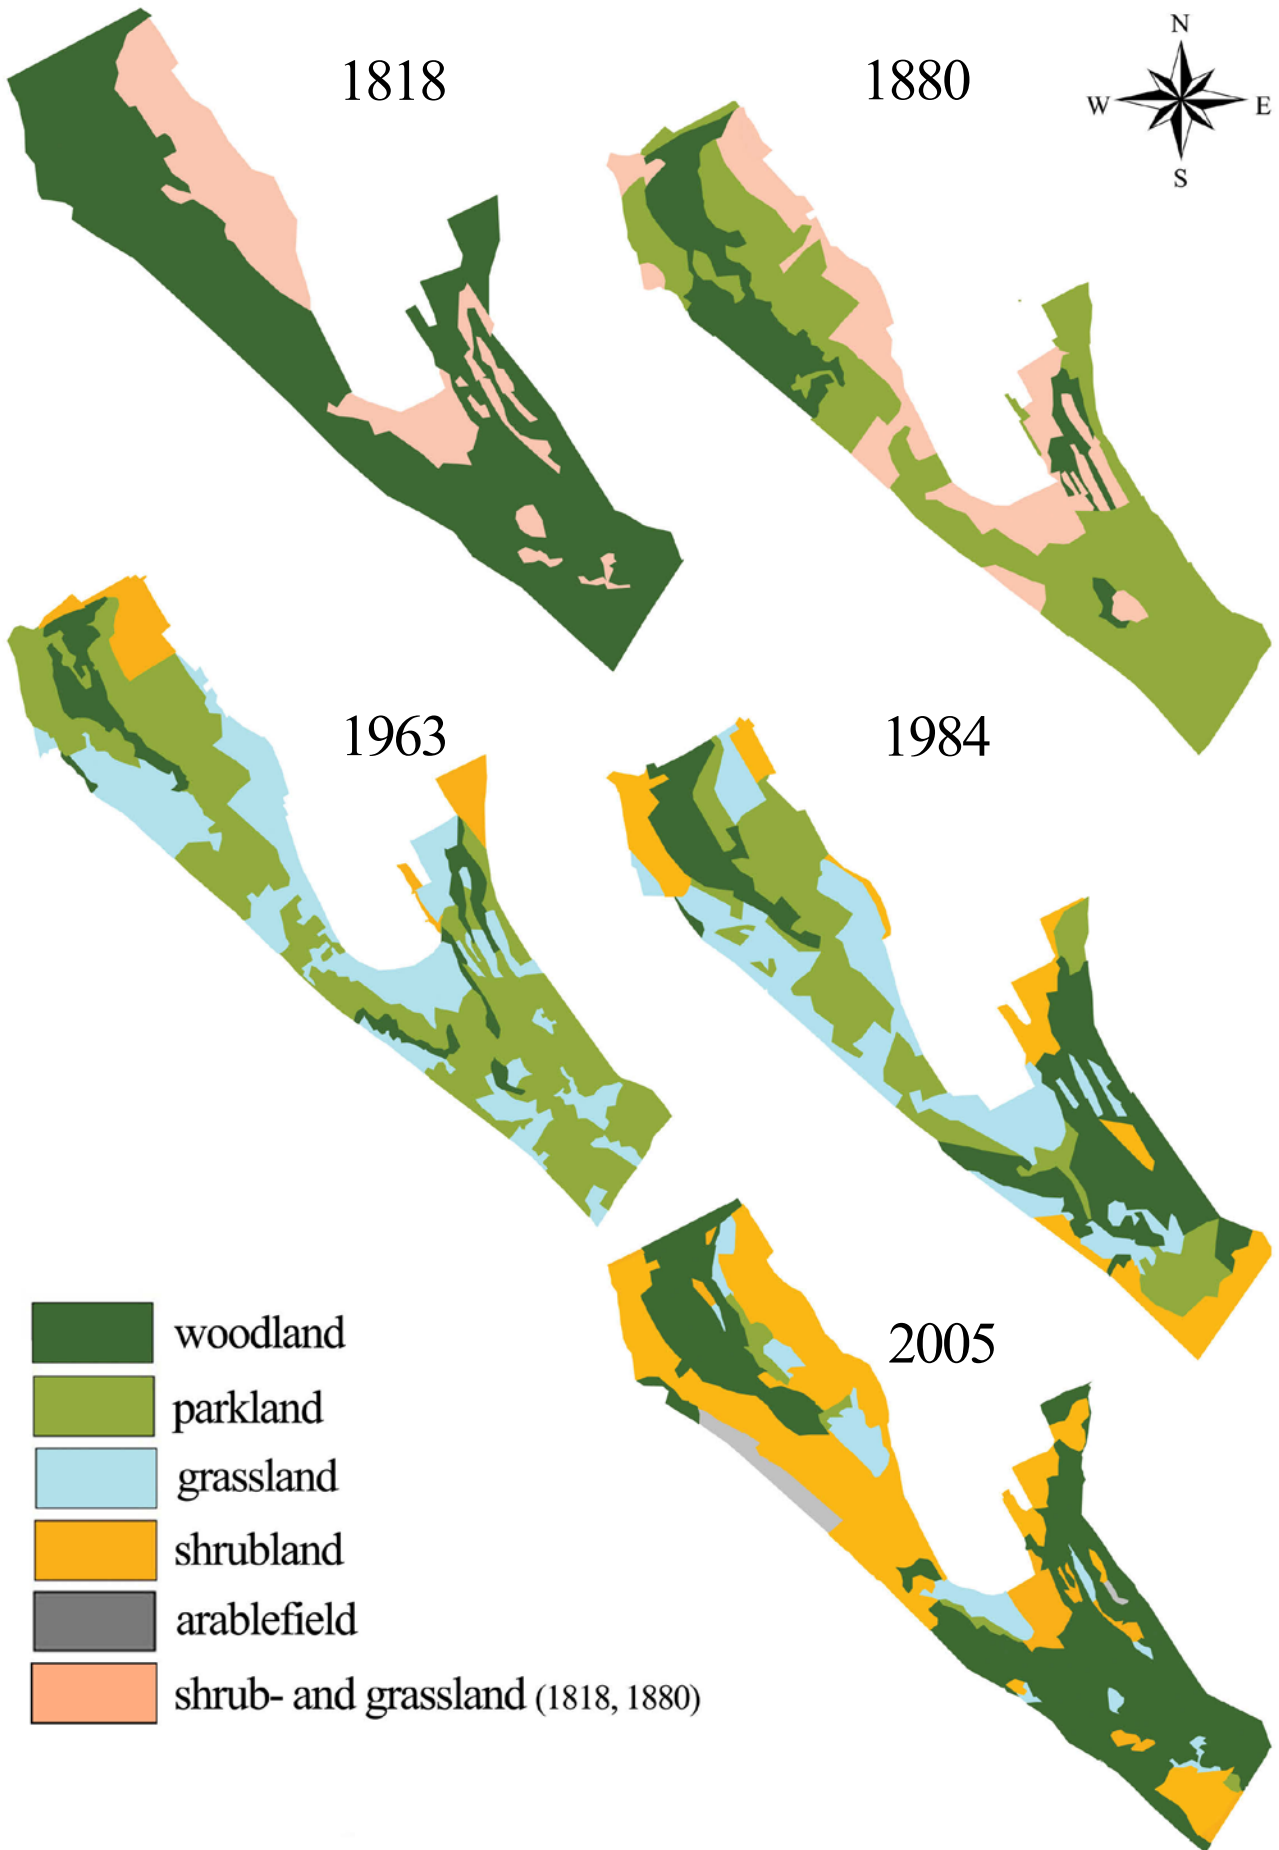 1818
1880
N
W
E
S
1963
1984
2005
woodland
parkland
grassland
shrubland
arablefield
shrub- and grassland (1818, 1880)